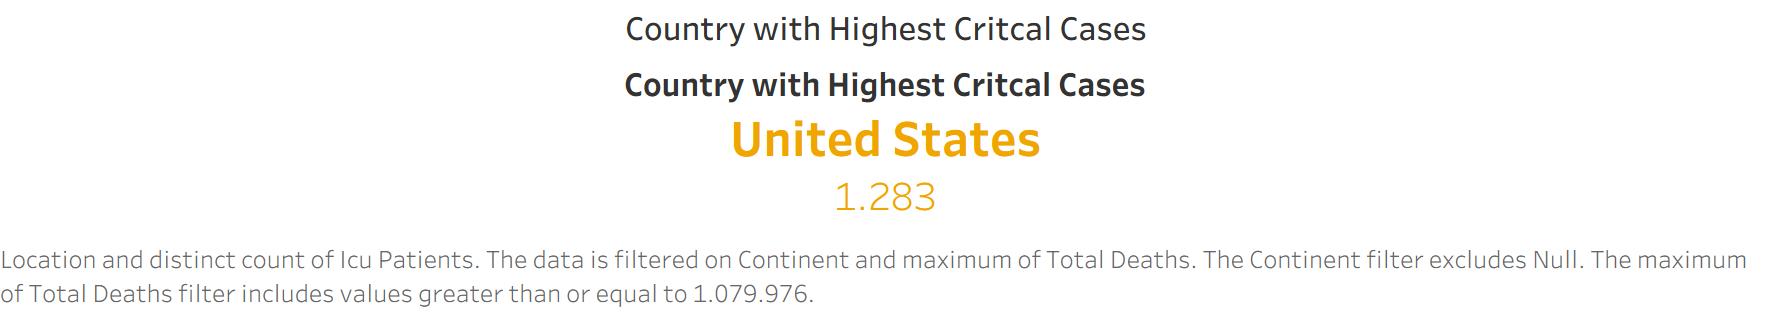 Country with Highest Critcal Cases
Country with Highest Critcal Cases
United States
1.283
Location and distinct count of Icu Patients. The data is filtered on Continent and maximum of Total Deaths. The Continent filter excludes Null. The maximum
of Total Deaths filter includes values greater than or equal to 1.079.976.